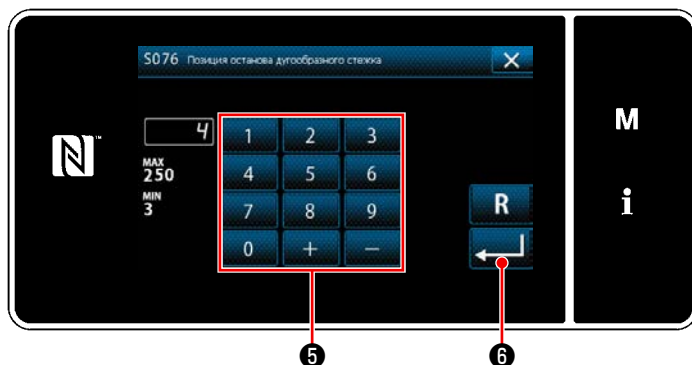 S076 Позиция останова дугообразного стежка
4
MAX
250
MIN
3
1 2 3
4 5 6
7 8 9
0 + −
R
M
i
N
™
❺ ❻